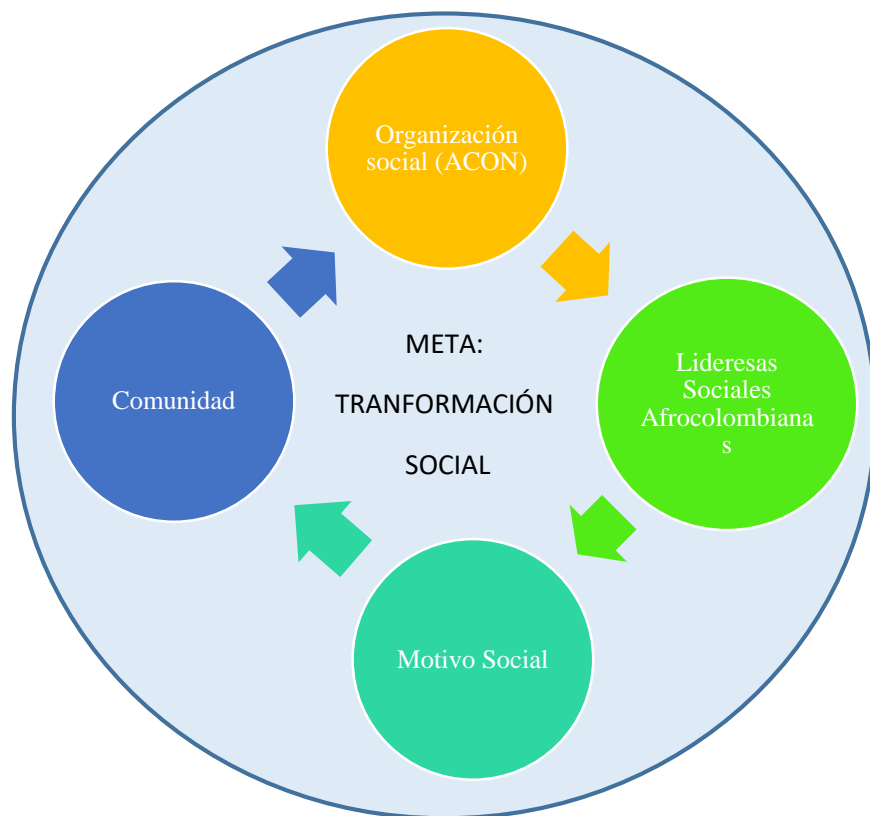 Organización
social (ACON)
Lideresas
Sociales
Afrocolombiana
s
Motivo Social
Comunidad
META:
TRANFORMACIÓN
SOCIAL